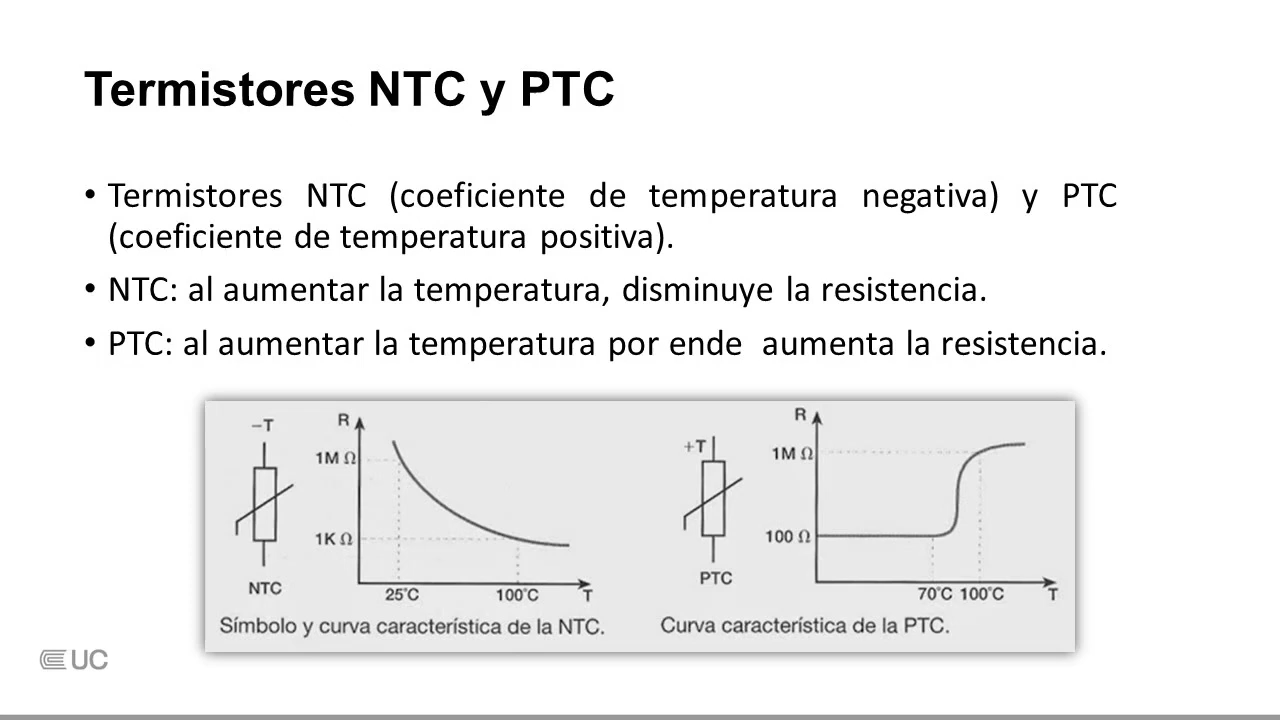 Termistores NTC y PTC
• Termistores NTC (coeficiente de temperatura negativa) y PTC
(coeficiente de temperatura positiva).
• NTC: al aumentar la temperatura, disminuye la resistencia.
• PTC: al aumentar la temperatura por ende  aumenta la resistencia.
–T
NTC
R
1M Ω
1K Ω
25°C
100°C
T
Símbolo y curva característica de la NTC.
+T
PTC
R
1M Ω
100 Ω
70°C 100°C
T
Curva característica de la PTC.
UC